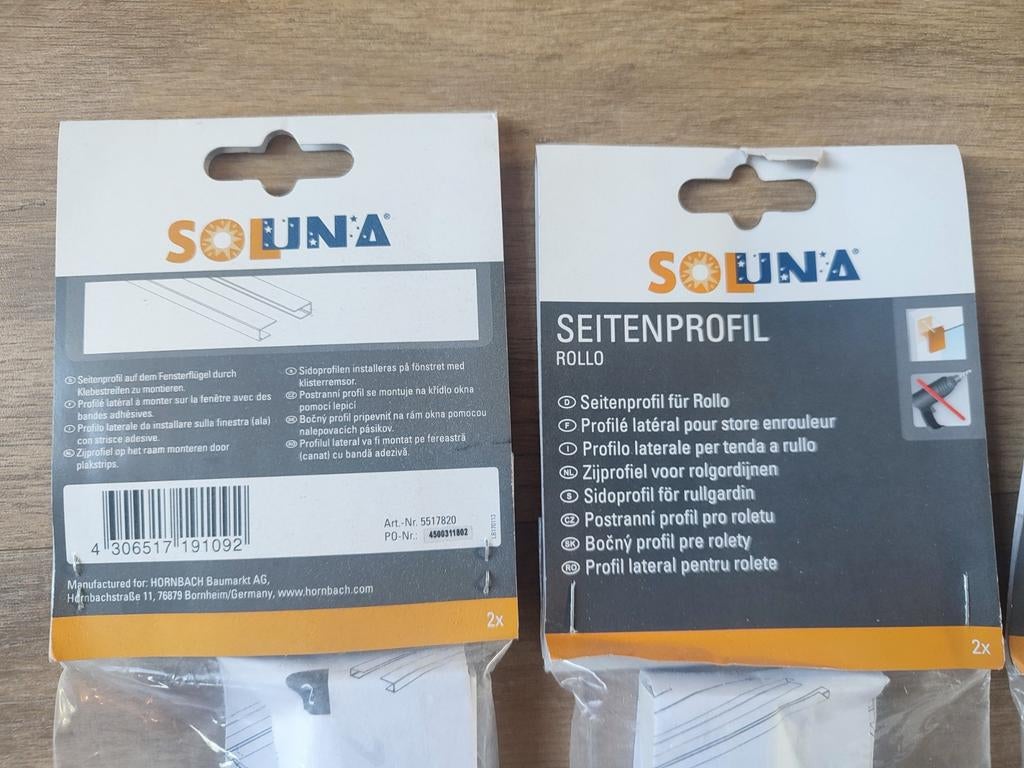 SOLUNA®
D Seitenprofil auf dem Fensterflügel durch
Klebestreifen zu montieren.
F Profilé latéral à monter sur la fenêtre avec des
bandes adhésives.
I Profilo laterale da installare sulla finestra (ala)
con strisce adesive.
NL Zijprofiel op het raam monteren door
plakstrips.
S Sidoprofilen installeras på fönstret med
klisterremsor.
CZ Postranní profil se montuje na křídlo okna
pomocí lepicí
SK Bočný profil pripevniť na rám okna pomocou
nalepovacích pásikov.
RO Profilul lateral va fi montat pe fereastră
(canat) cu bandă adezivă.
4 306517 191092
Art.-Nr. 5517820
PO-Nr.: 4500311802
LB170113
Manufactured for: HORNBACH Baumarkt AG,
Hornbachstraße 11, 76879 Bornheim/Germany, www.hornbach.com
2x
SOLUNA®
SEITENPROFIL
ROLLO
D Seitenprofil für Rollo
F Profilé latéral pour store enrouleur
I Profilo laterale per tenda a rullo
NL Zijprofiel voor rolgordijnen
S Sidoprofil för rullgardin
CZ Postranní profil pro roletu
SK Bočný profil pre rolety
RO Profil lateral pentru rolete
2x